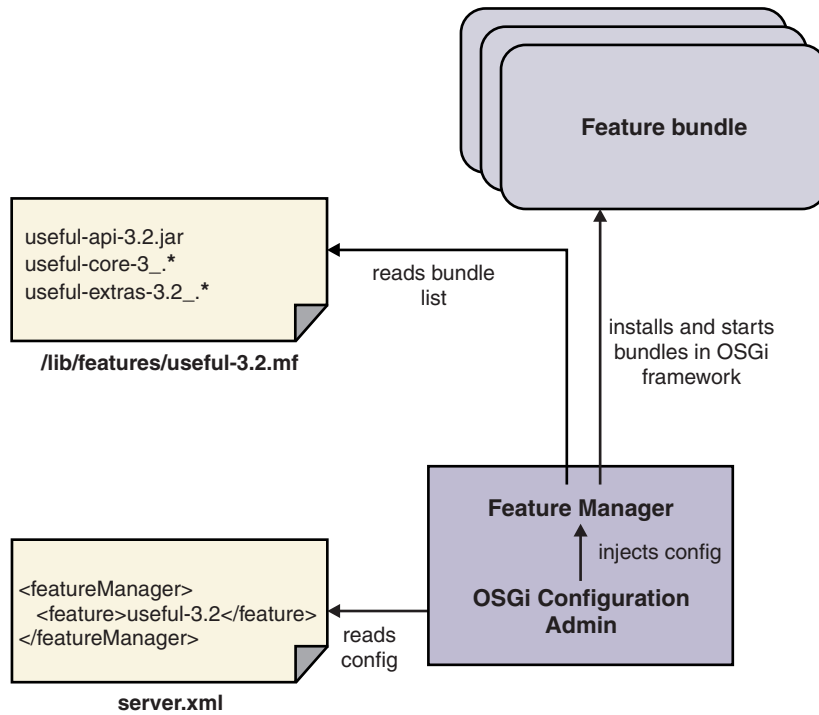 Feature bundle
useful-api-3.2.jar
useful-core-3_.*
useful-extras-3.2_.*
/lib/features/useful-3.2.mf
reads bundle
list
installs and starts
bundles in OSGi
framework
Feature Manager
injects config
OSGi Configuration
Admin
<featureManager>
<feature>useful-3.2</feature>
</featureManager>
reads
config
server.xml